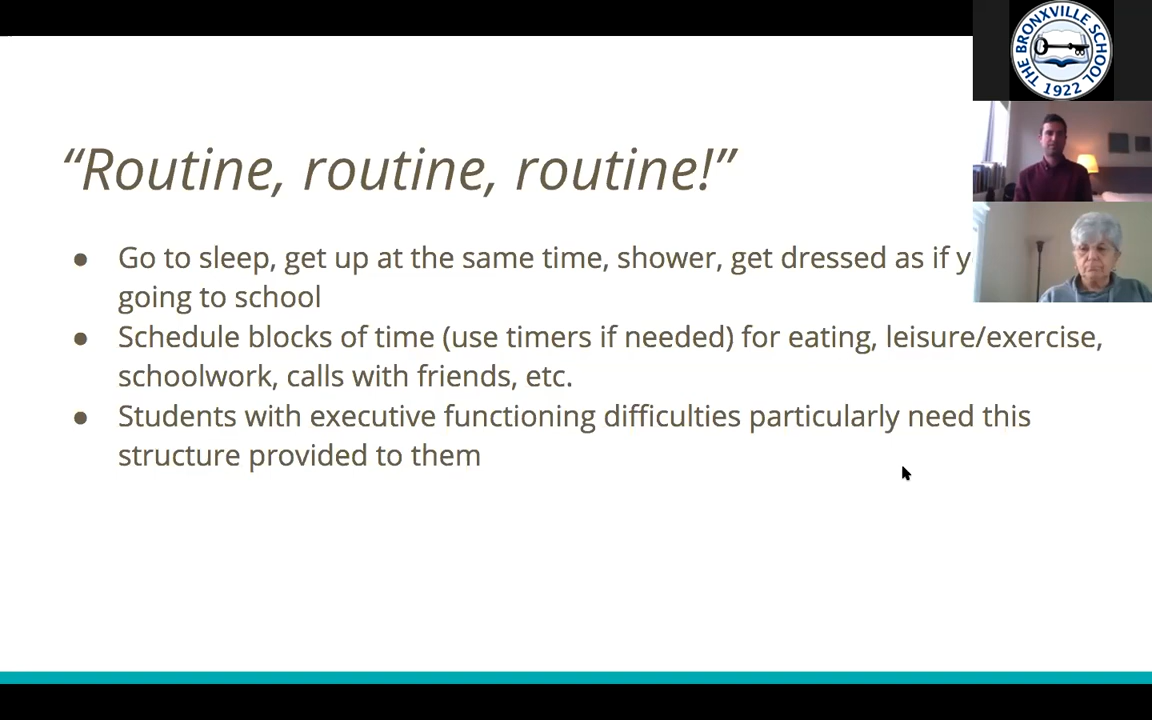 THE BRONXVILLE SCHOOL
1922
“Routine, routine, routine!”
● Go to sleep, get up at the same time, shower, get dressed as if y
going to school
● Schedule blocks of time (use timers if needed) for eating, leisure/exercise,
schoolwork, calls with friends, etc.
● Students with executive functioning difficulties particularly need this
structure provided to them